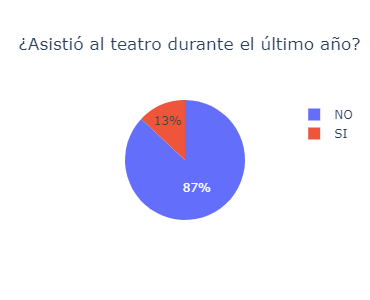 ¿Asistió al teatro durante el último año?
NO
SI
13%
87%